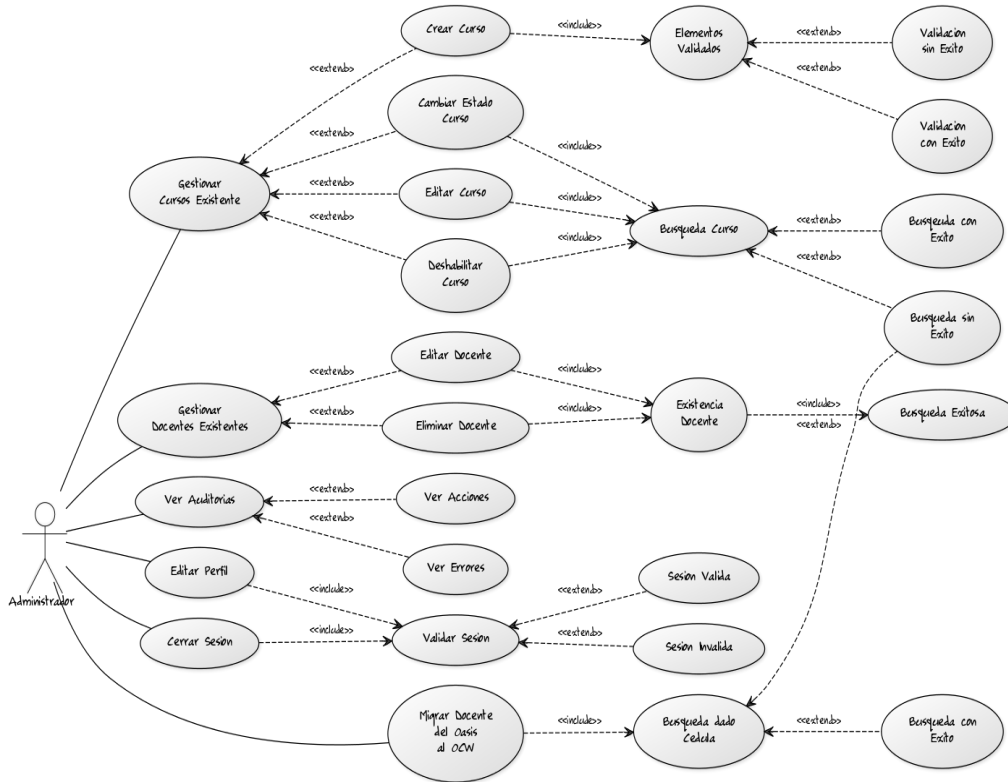 Crear Curso
<<include>>
Elementos
Validados
<<extend>>
Validacion
sin Exito
<<extend>>
<<extend>>
Validacion
con Exito
Cambiar Estado
Curso
<<extend>>
<<include>>
Gestionar
Cursos Existente
<<extend>>
Editar Curso
<<include>>
Busqueda Curso
<<extend>>
Busqueda con
Exito
<<extend>>
Deshabilitar
Curso
<<include>>
<<extend>>
Busqueda sin
Exito
Editar Docente
<<extend>>
<<include>>
Gestionar
Docentes Existentes
<<extend>>
Eliminar Docente
<<include>>
Existencia
Docente
<<include>>
<<extend>>
Busqueda Exitosa
Ver Auditorias
<<extend>>
Ver Acciones
<<extend>>
Ver Errores
Administrador
Editar Perfil
<<include>>
<<extend>>
Sesion Valida
Cerrar Sesion
<<include>>
Validar Sesion
<<extend>>
Sesion Invalida
Migrar Docente
del Oasis
al OCW
<<include>>
Busqueda dado
Cedula
<<extend>>
Busqueda con
Exito